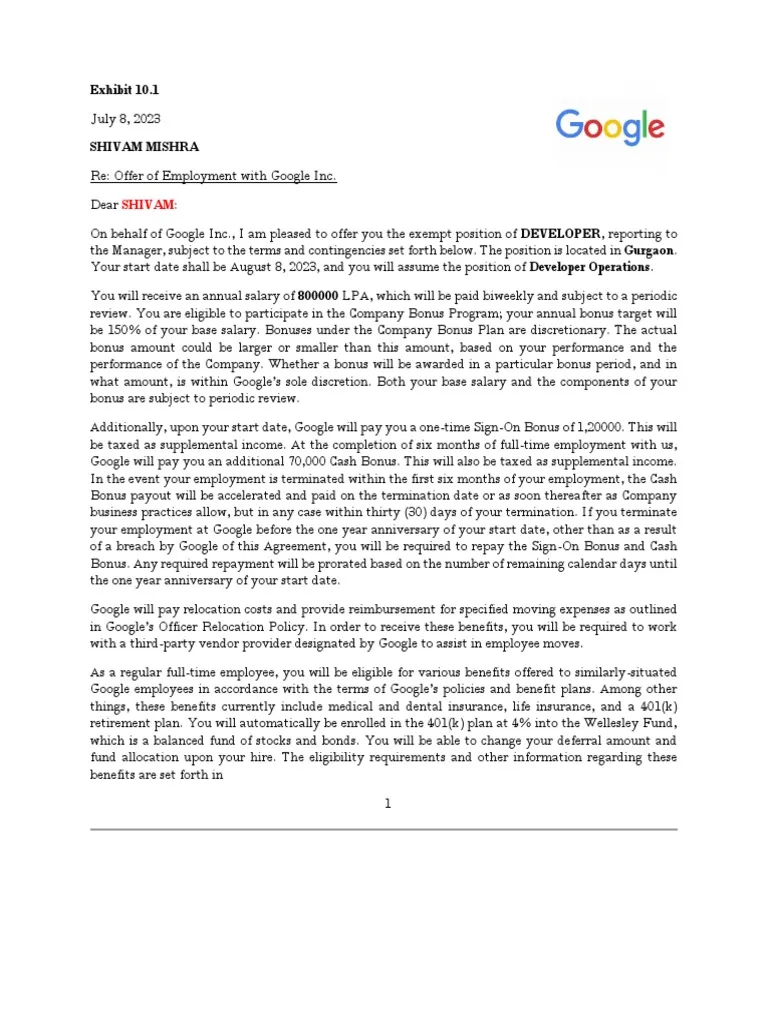 Exhibit 10.1
Google
July 8, 2023
SHIVAM MISHRA
Re: Offer of Employment with Google Inc.
Dear SHIVAM:
On behalf of Google Inc., I am pleased to offer you the exempt position of DEVELOPER, reporting to
the Manager, subject to the terms and contingencies set forth below. The position is located in Gurgaon.
Your start date shall be August 8, 2023, and you will assume the position of Developer Operations.
You will receive an annual salary of 800000 LPA, which will be paid biweekly and subject to a periodic
review. You are eligible to participate in the Company Bonus Program; your annual bonus target will
be 150% of your base salary. Bonuses under the Company Bonus Plan are discretionary. The actual
bonus amount could be larger or smaller than this amount, based on your performance and the
performance of the Company. Whether a bonus will be awarded in a particular bonus period, and in
what amount, is within Google's sole discretion. Both your base salary and the components of your
bonus are subject to periodic review.
Additionally, upon your start date, Google will pay you a one-time Sign-On Bonus of 1,20000. This will
be taxed as supplemental income. At the completion of six months of full-time employment with us,
Google will pay you an additional 70,000 Cash Bonus. This will also be taxed as supplemental income.
In the event your employment is terminated within the first six months of your employment, the Cash
Bonus payout will be accelerated and paid on the termination date or as soon thereafter as Company
business practices allow, but in any case within thirty (30) days of your termination. If you terminate
your employment at Google before the one year anniversary of your start date, other than as a result
of a breach by Google of this Agreement, you will be required to repay the Sign-On Bonus and Cash
Bonus. Any required repayment will be prorated based on the number of remaining calendar days until
the one year anniversary of your start date.
Google will pay relocation costs and provide reimbursement for specified moving expenses as outlined
in Google's Officer Relocation Policy. In order to receive these benefits, you will be required to work
with a third-party vendor provider designated by Google to assist in employee moves.
As a regular full-time employee, you will be eligible for various benefits offered to similarly-situated
Google employees in accordance with the terms of Google's policies and benefit plans. Among other
things, these benefits currently include medical and dental insurance, life insurance, and a 401(k)
retirement plan. You will automatically be enrolled in the 401(k) plan at 4% into the Wellesley Fund,
which is a balanced fund of stocks and bonds. You will be able to change your deferral amount and
fund allocation upon your hire. The eligibility requirements and other information regarding these
benefits are set forth in
1